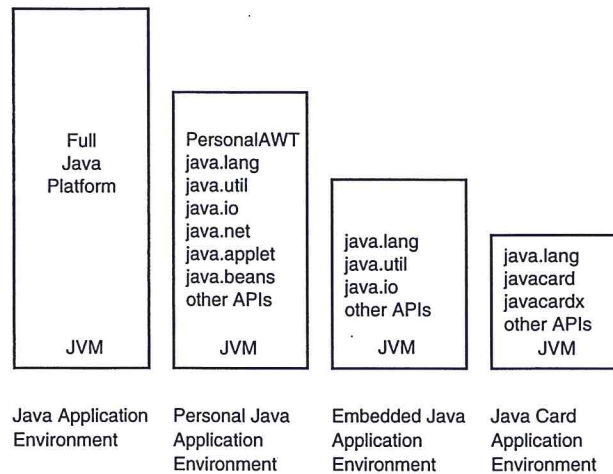 Full
Java
Platform
JVM
PersonalAWT
java.lang
java.util
java.io
java.net
java.applet
java.beans
other APIs
JVM
java.lang
java.util
java.io
other APIs
JVM
java.lang
javacard
javacardx
other APIs
JVM
Java Application
Environment
Personal Java
Application
Environment
Embedded Java
Application
Environment
Java Card
Application
Environment